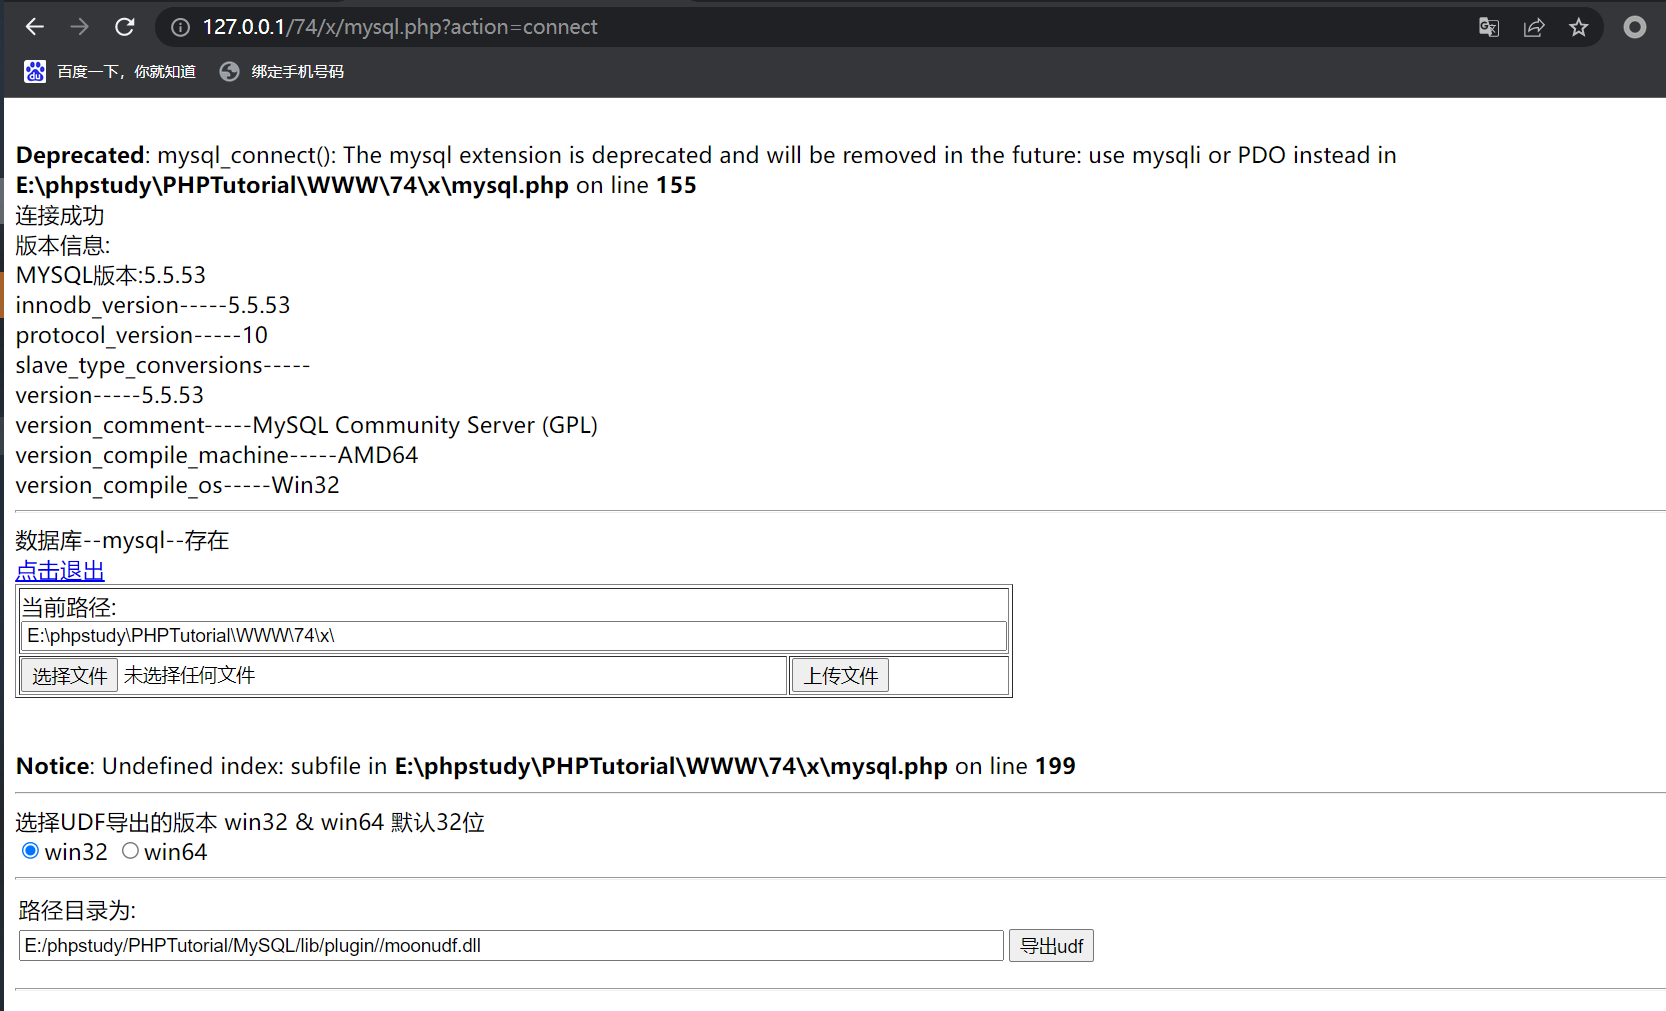 127.0.0.1/74/x/mysql.php?action=connect
百度一下，你就知道 绑定手机号码
Deprecated: mysql_connect(): The mysql extension is deprecated and will be removed in the future: use mysqli or PDO instead in
E:\phpstudy\PHPTutorial\WWW\74\x\mysql.php on line 155
连接成功
版本信息:
MYSQL版本:5.5.53
innodb_version-----5.5.53
protocol_version-----10
slave_type_conversions-----
version-----5.5.53
version_comment-----MySQL Community Server (GPL)
version_compile_machine-----AMD64
version_compile_os-----Win32
数据库--mysql--存在
点击退出
当前路径:
E:\phpstudy\PHPTutorial\WWW\74\x\
选择文件 未选择任何文件 上传文件
Notice: Undefined index: subfile in E:\phpstudy\PHPTutorial\WWW\74\x\mysql.php on line 199
选择UDF导出的版本 win32 & win64 默认32位
win32 win64
路径目录为:
E:/phpstudy/PHPTutorial/MySQL/lib/plugin//moonudf.dll 导出udf